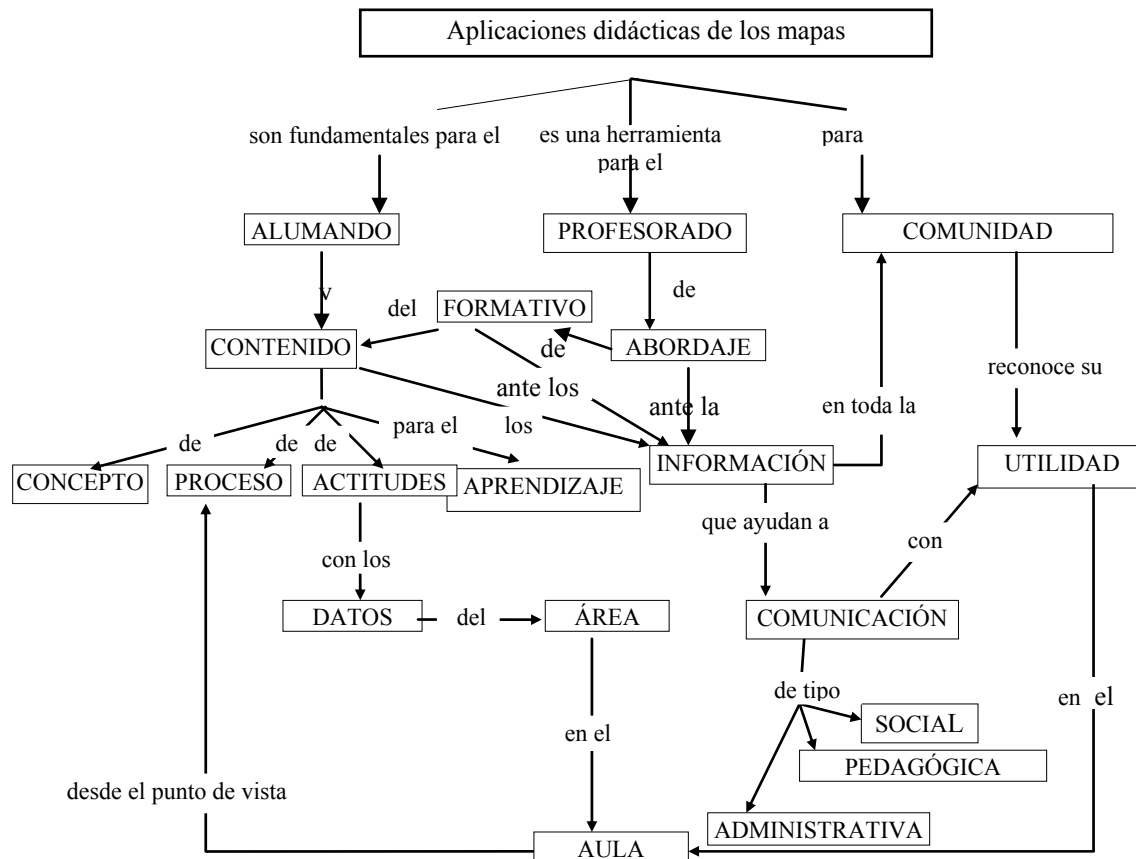 Aplicaciones didácticas de los mapas
son fundamentales para el
es una herramienta
para el
para
ALUMANDO
PROFESORADO
COMUNIDAD
v
del
FORMATIVO
de
CONTENIDO
de
ABORDAJE
reconoce su
ante los
ante la
en toda la
de
de
de
para el
los
CONCEPTO
PROCESO
ACTITUDES
APRENDIZAJE
INFORMACIÓN
UTILIDAD
que ayudan a
con
con los
DATOS
del
ÁREA
COMUNICACIÓN
de tipo
en el
en el
SOCIAL
PEDAGÓGICA
desde el punto de vista
ADMINISTRATIVA
AULA